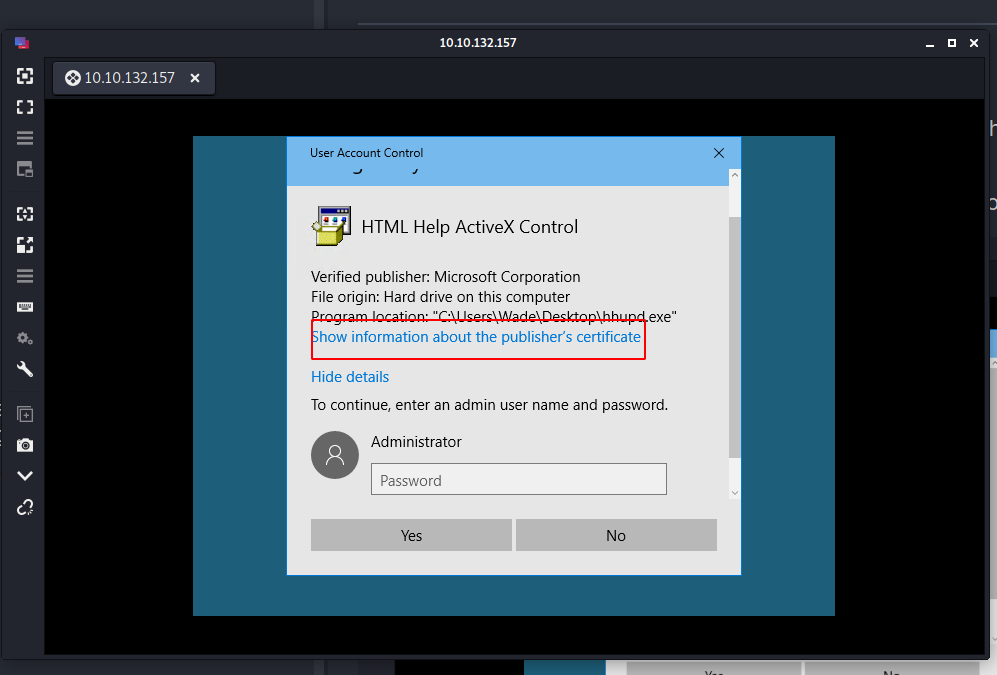 10.10.132.157
10.10.132.157
User Account Control
HTML Help ActiveX Control
Verified publisher: Microsoft Corporation
File origin: Hard drive on this computer
Program location: "C:\Users\Wade\Desktop\hhupd.exe"
Show information about the publisher's certificate
Hide details
To continue, enter an admin user name and password.
Administrator
Password
Yes No